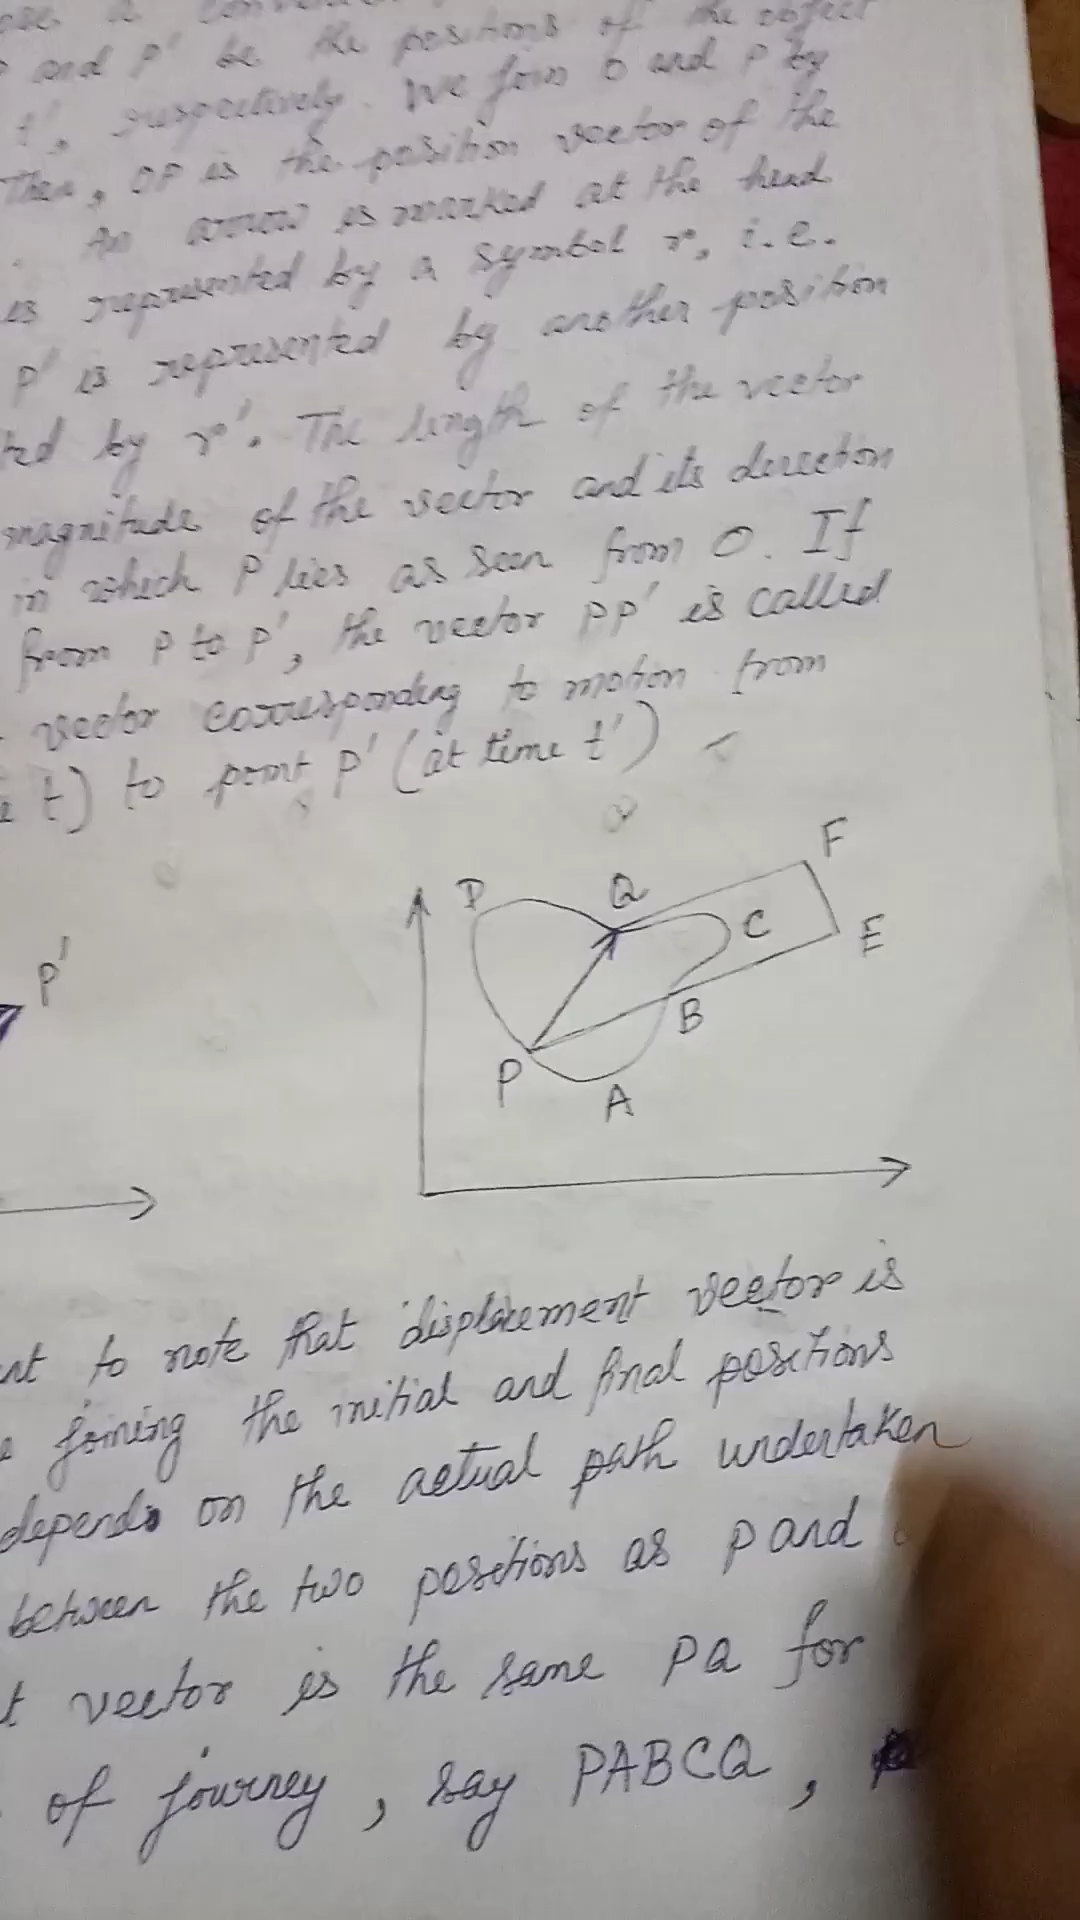 and P' be the positions of the object
t', respectively. We join O and P by
Then, OP is the position vector of the
An arrow is marked at the head
is represented by a symbol r, i.e.
P' is represented by another position
ted by r'. The length of the vector
magnitude of the vector and its direction
in which P lies as seen from O. If
from P to P', the vector PP' is called
vector corresponding to motion from
t) to point P' (at time t')
F
D
Q
C
E
P'
B
P
A
nt to note that displacement vector is
joining the initial and final positions
depends on the actual path undertaken
between the two positions as P and
t vector is the same PQ for
of journey, say PABCQ,